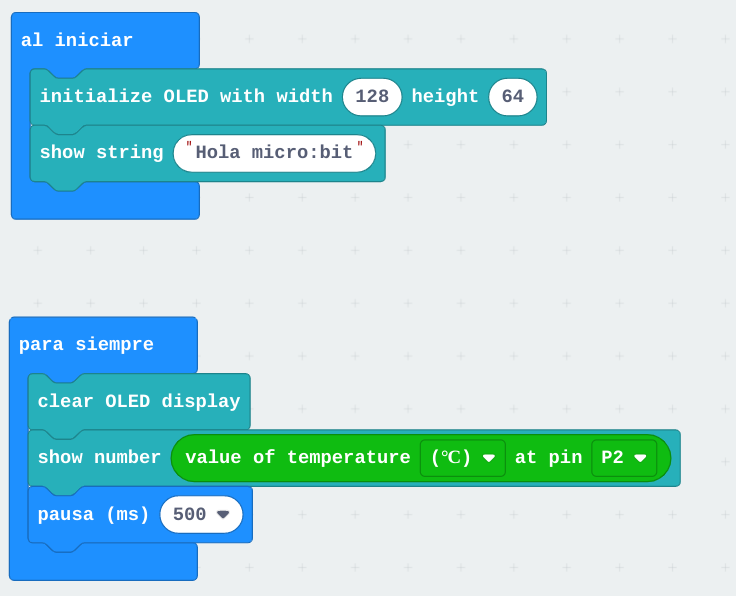 al iniciar
initialize OLED with width 128 height 64
show string "Hola micro:bit"
para siempre
clear OLED display
show number value of temperature (℃) at pin P2
pausa (ms) 500